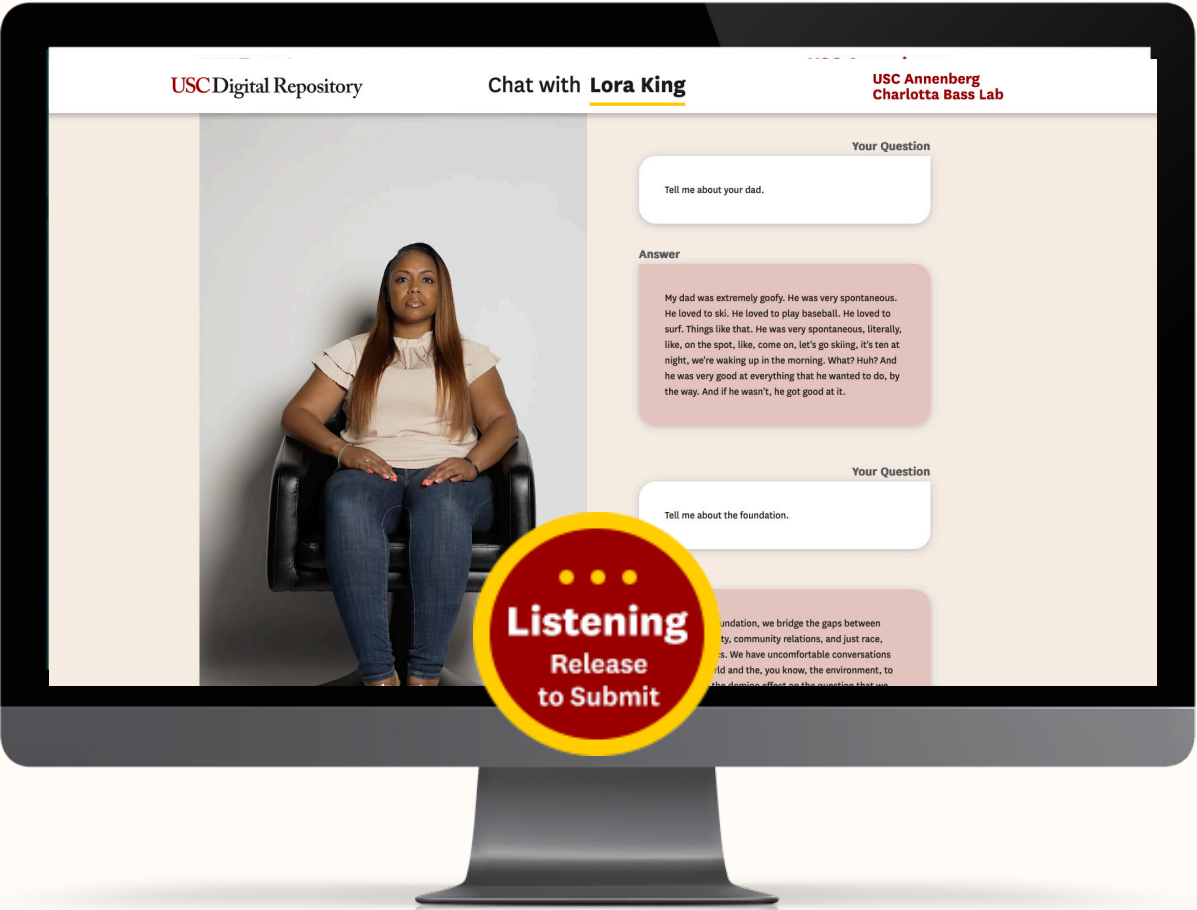 USC Digital Repository
Chat with Lora King
USC Annenberg
Charlotta Bass Lab
Your Question
Tell me about your dad.
Answer
My dad was extremely goofy. He was very spontaneous.
He loved to ski. He loved to play baseball. He loved to
surf. Things like that. He was very spontaneous, literally,
like, on the spot, like, come on, let's go skiing, it's ten at
night, we're waking up in the morning. What? Huh? And
he was very good at everything that he wanted to do, by
the way. And if he wasn't, he got good at it.
Your Question
Tell me about the foundation.
we bridge the gaps between
community relations, and just race,
We have uncomfortable conversations
and the, you know, the environment, to
the domino effect on the question that we
Listening
Release
to Submit